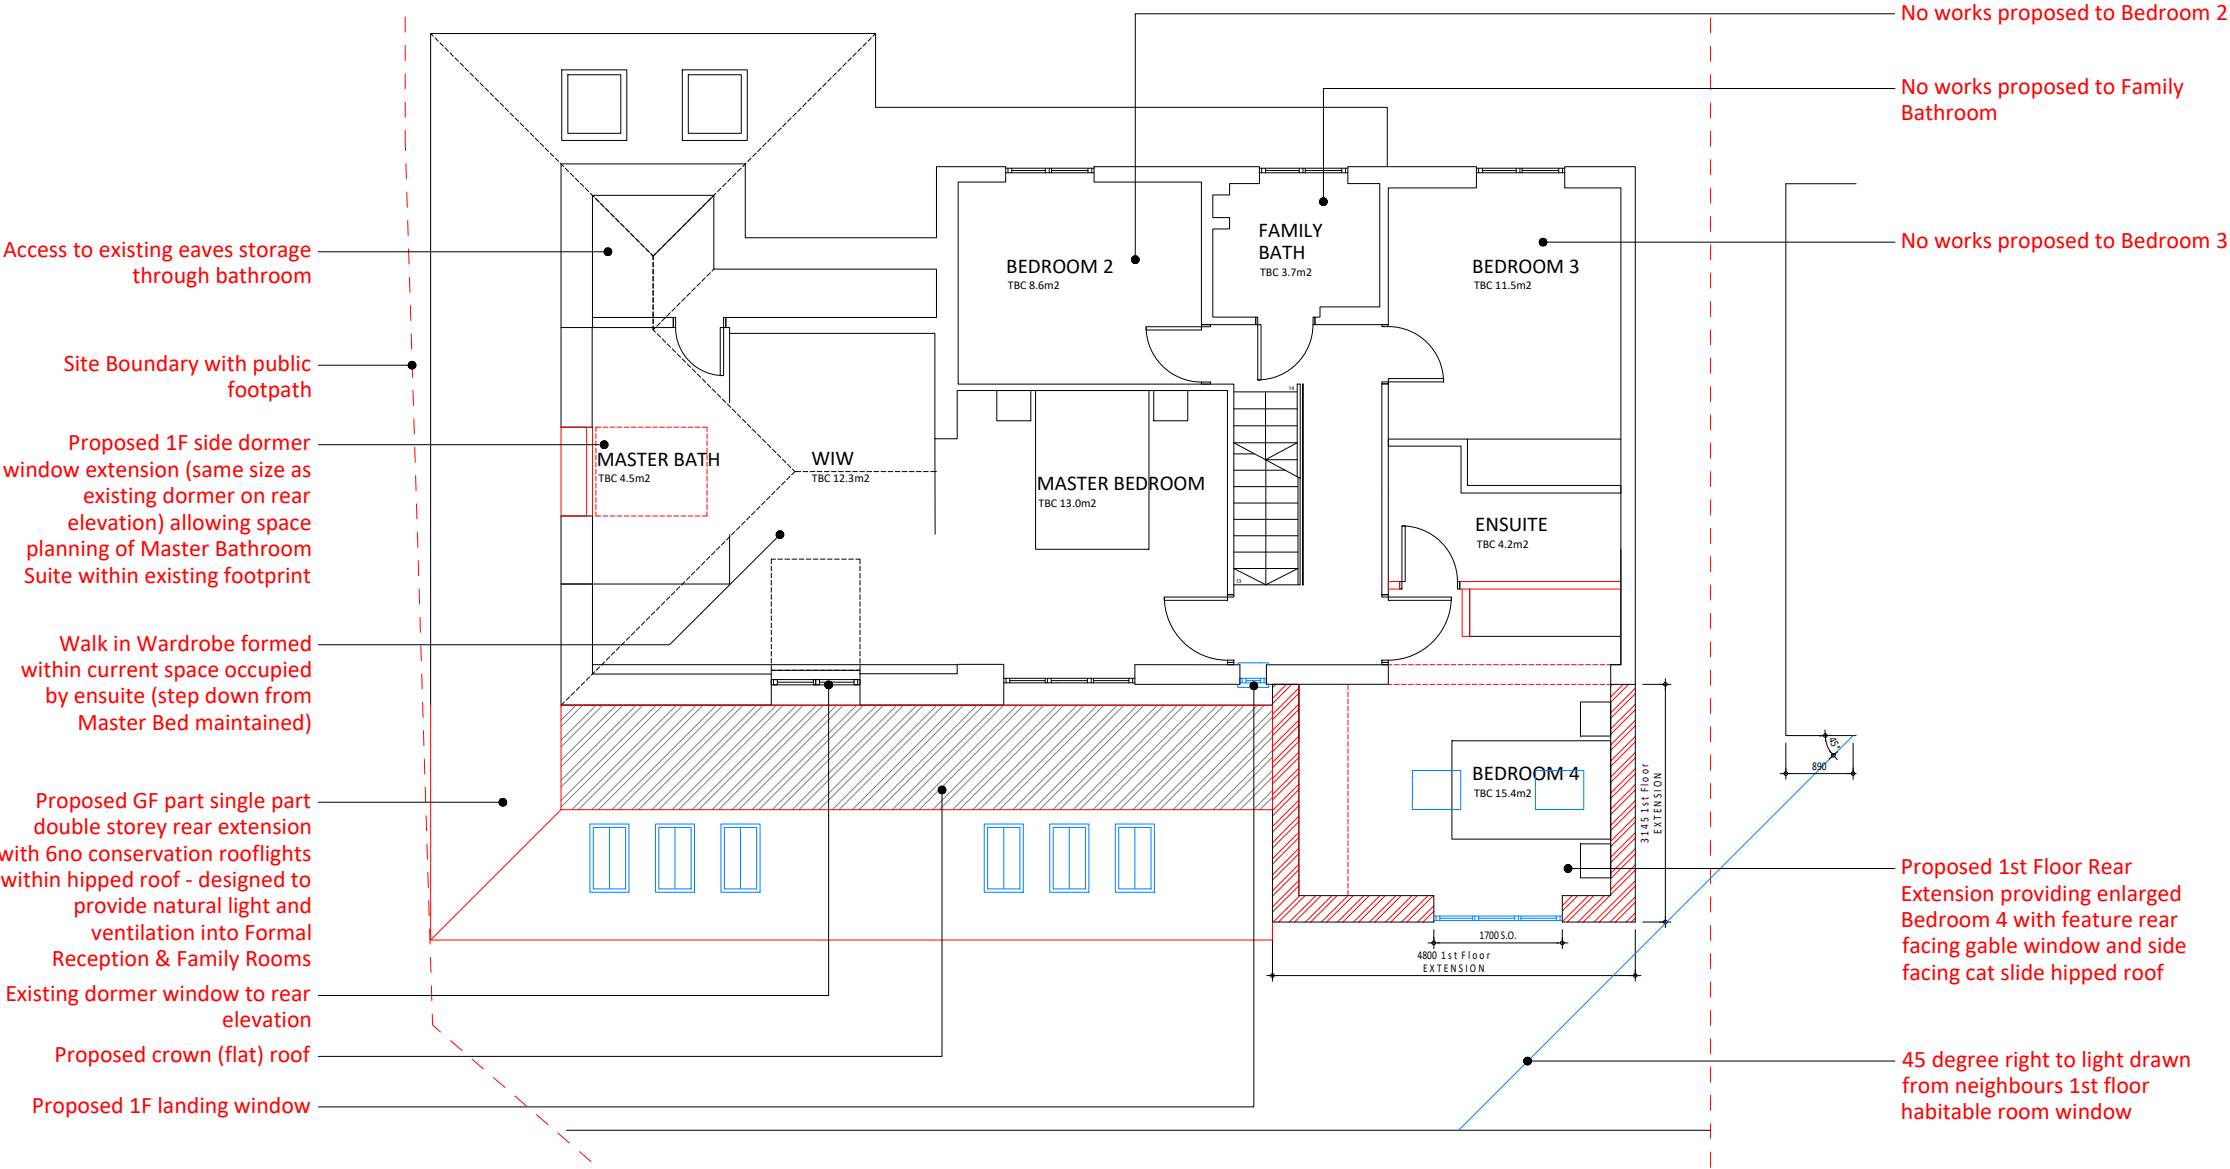 No works proposed to Bedroom 2
No works proposed to Family
Bathroom
No works proposed to Bedroom 3
Access to existing eaves storage
through bathroom
Site Boundary with public
footpath
Proposed 1F side dormer
window extension (same size as
existing dormer on rear
elevation) allowing space
planning of Master Bathroom
Suite within existing footprint
Walk in Wardrobe formed
within current space occupied
by ensuite (step down from
Master Bed maintained)
Proposed GF part single part
double storey rear extension
with 6no conservation rooflights
within hipped roof - designed to
provide natural light and
ventilation into Formal
Reception & Family Rooms
Existing dormer window to rear
elevation
Proposed crown (flat) roof
Proposed 1F landing window
BEDROOM 2
TBC 8.6m2
FAMILY
BATH
TBC 3.7m2
BEDROOM 3
TBC 11.5m2
MASTER BATH
TBC 4.5m2
WIW
TBC 12.3m2
MASTER BEDROOM
TBC 13.0m2
14
13
ENSUITE
TBC 4.2m2
BEDROOM 4
TBC 15.4m2
1700 S.O.
4800 1st Floor
EXTENSION
3145 1st Floor
EXTENSION
45°
890
Proposed 1st Floor Rear
Extension providing enlarged
Bedroom 4 with feature rear
facing gable window and side
facing cat slide hipped roof
45 degree right to light drawn
from neighbours 1st floor
habitable room window